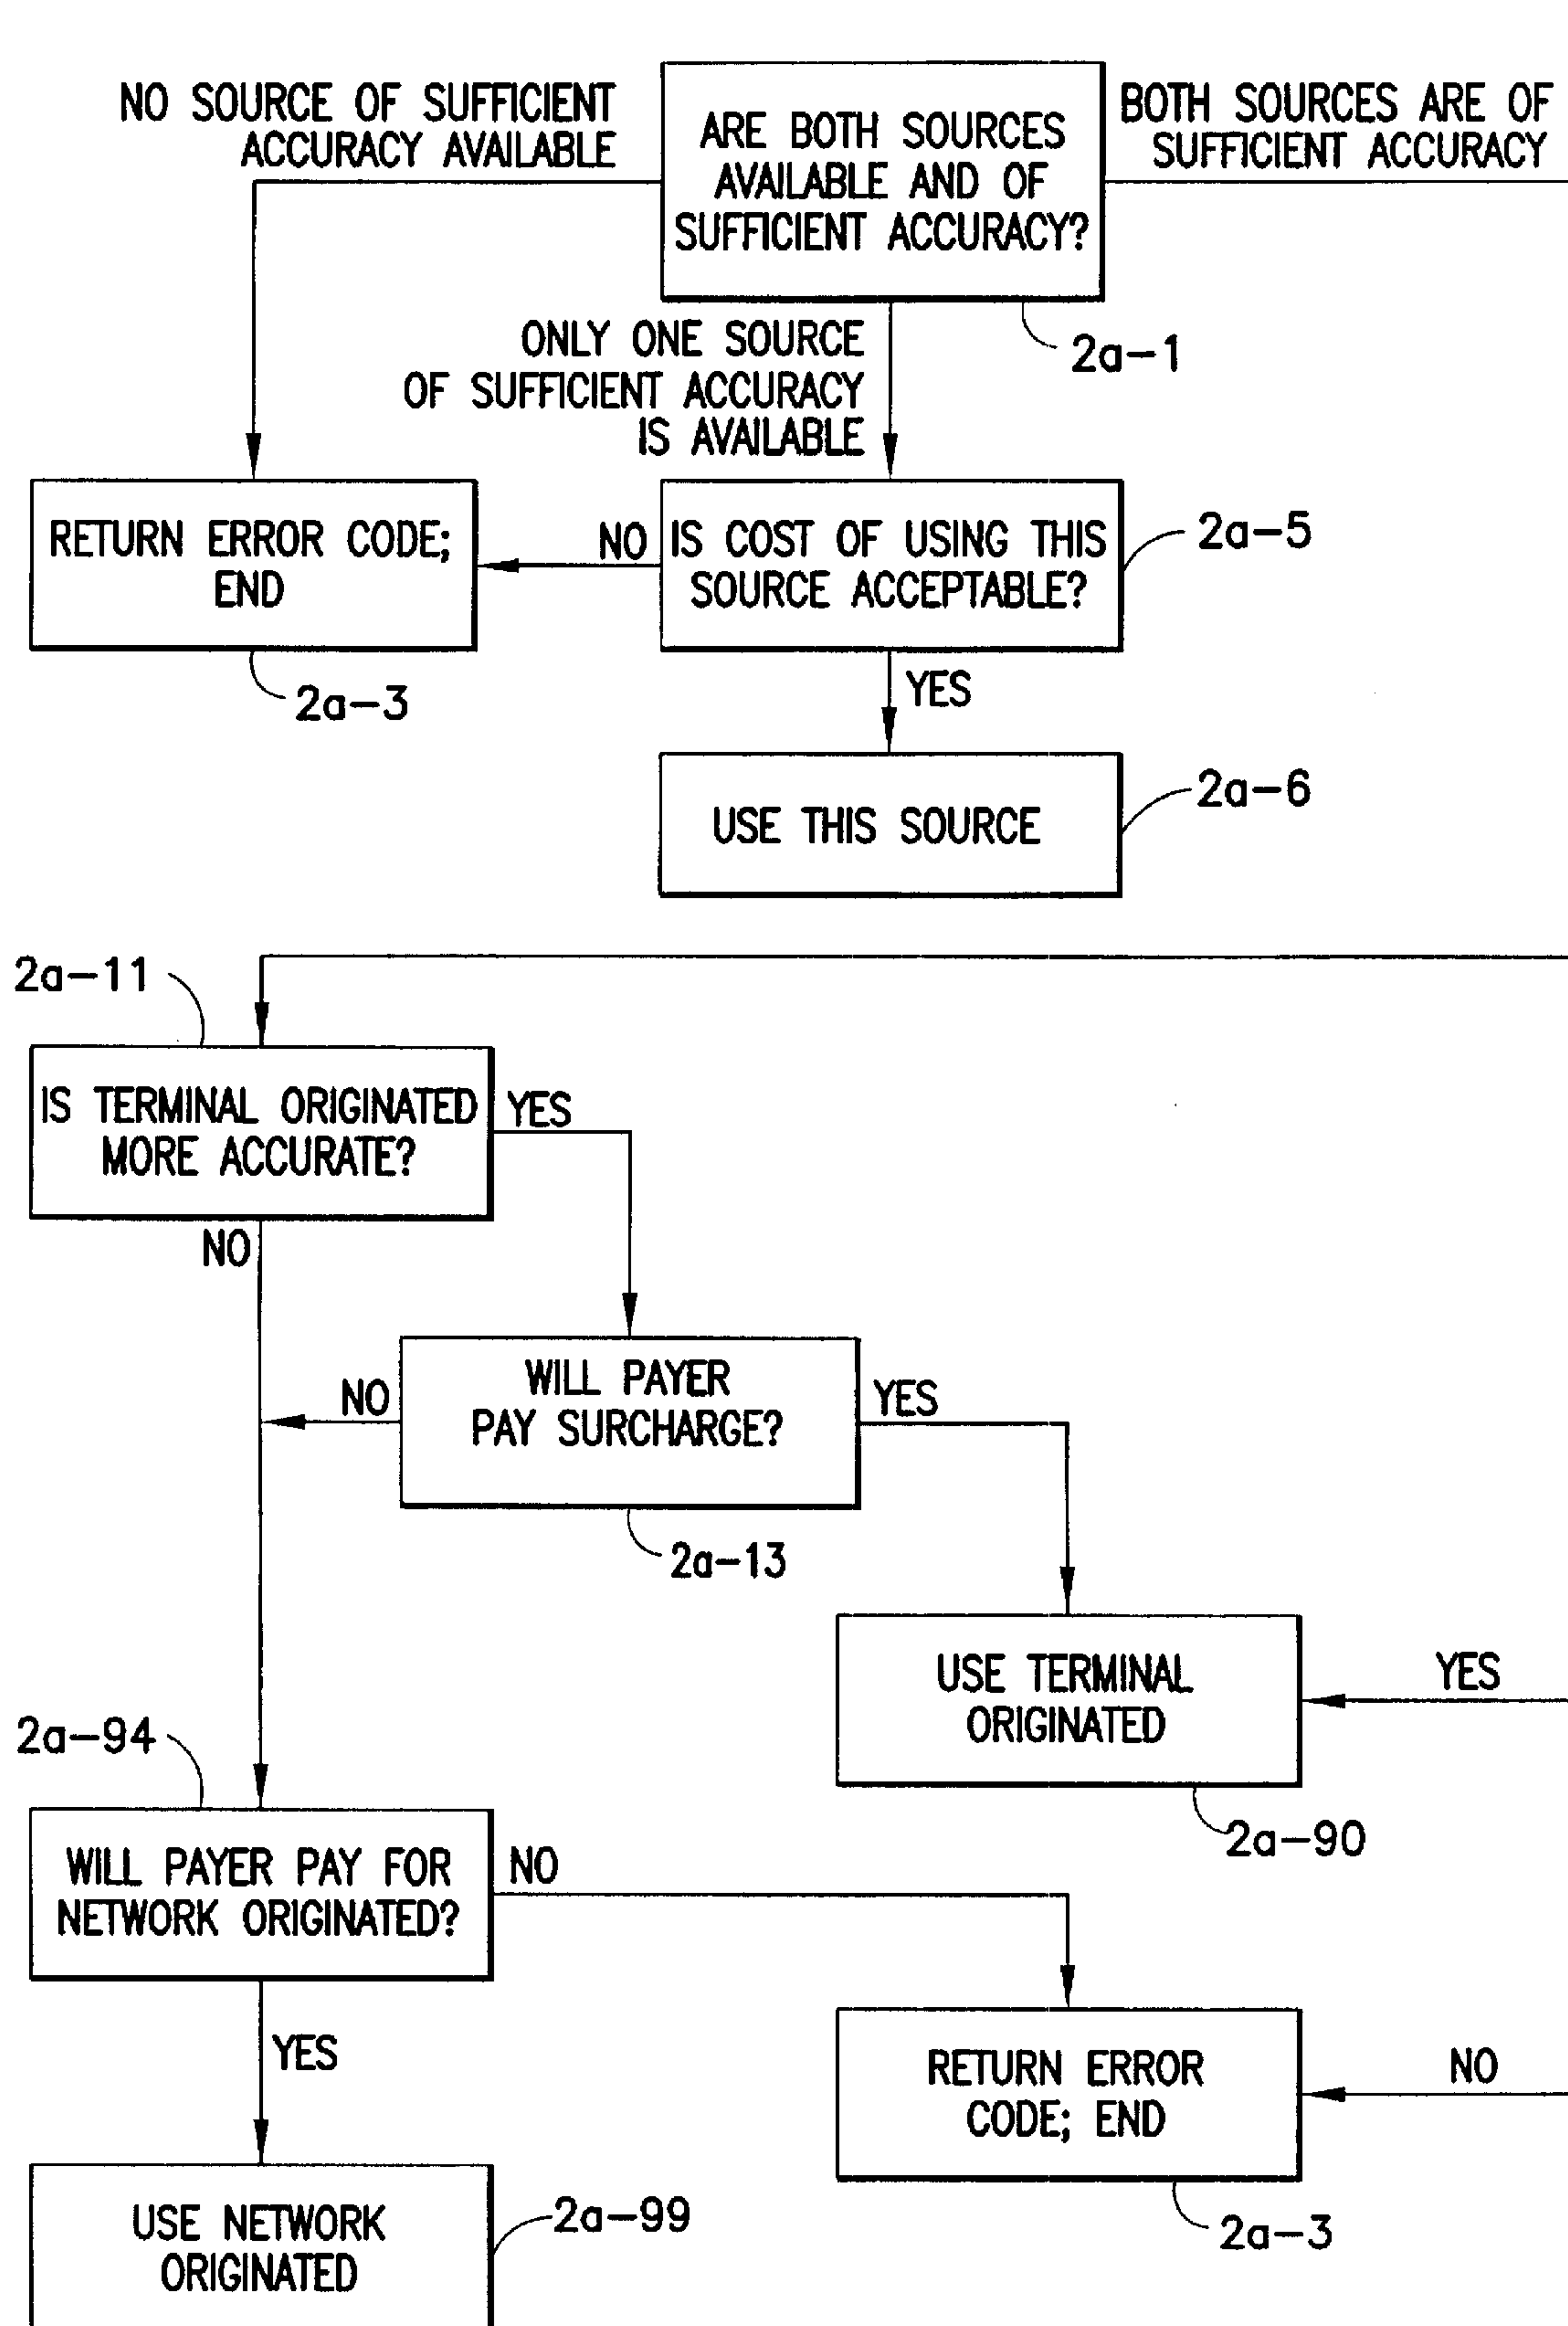 NO SOURCE OF SUFFICIENT
ACCURACY AVAILABLE
ARE BOTH SOURCES
AVAILABLE AND OF
SUFFICIENT ACCURACY?
BOTH SOURCES ARE OF
SUFFICIENT ACCURACY
2a-1
ONLY ONE SOURCE
OF SUFFICIENT ACCURACY
IS AVAILABLE
RETURN ERROR CODE;
END
2a-3
NO
IS COST OF USING THIS
SOURCE ACCEPTABLE?
2a-5
YES
USE THIS SOURCE
2a-6
2a-11
IS TERMINAL ORIGINATED
MORE ACCURATE?
YES
NO
WILL PAYER
PAY SURCHARGE?
NO
YES
2a-13
USE TERMINAL
ORIGINATED
YES
2a-90
2a-94
WILL PAYER PAY FOR
NETWORK ORIGINATED?
NO
YES
RETURN ERROR
CODE; END
NO
2a-3
USE NETWORK
ORIGINATED
2a-99